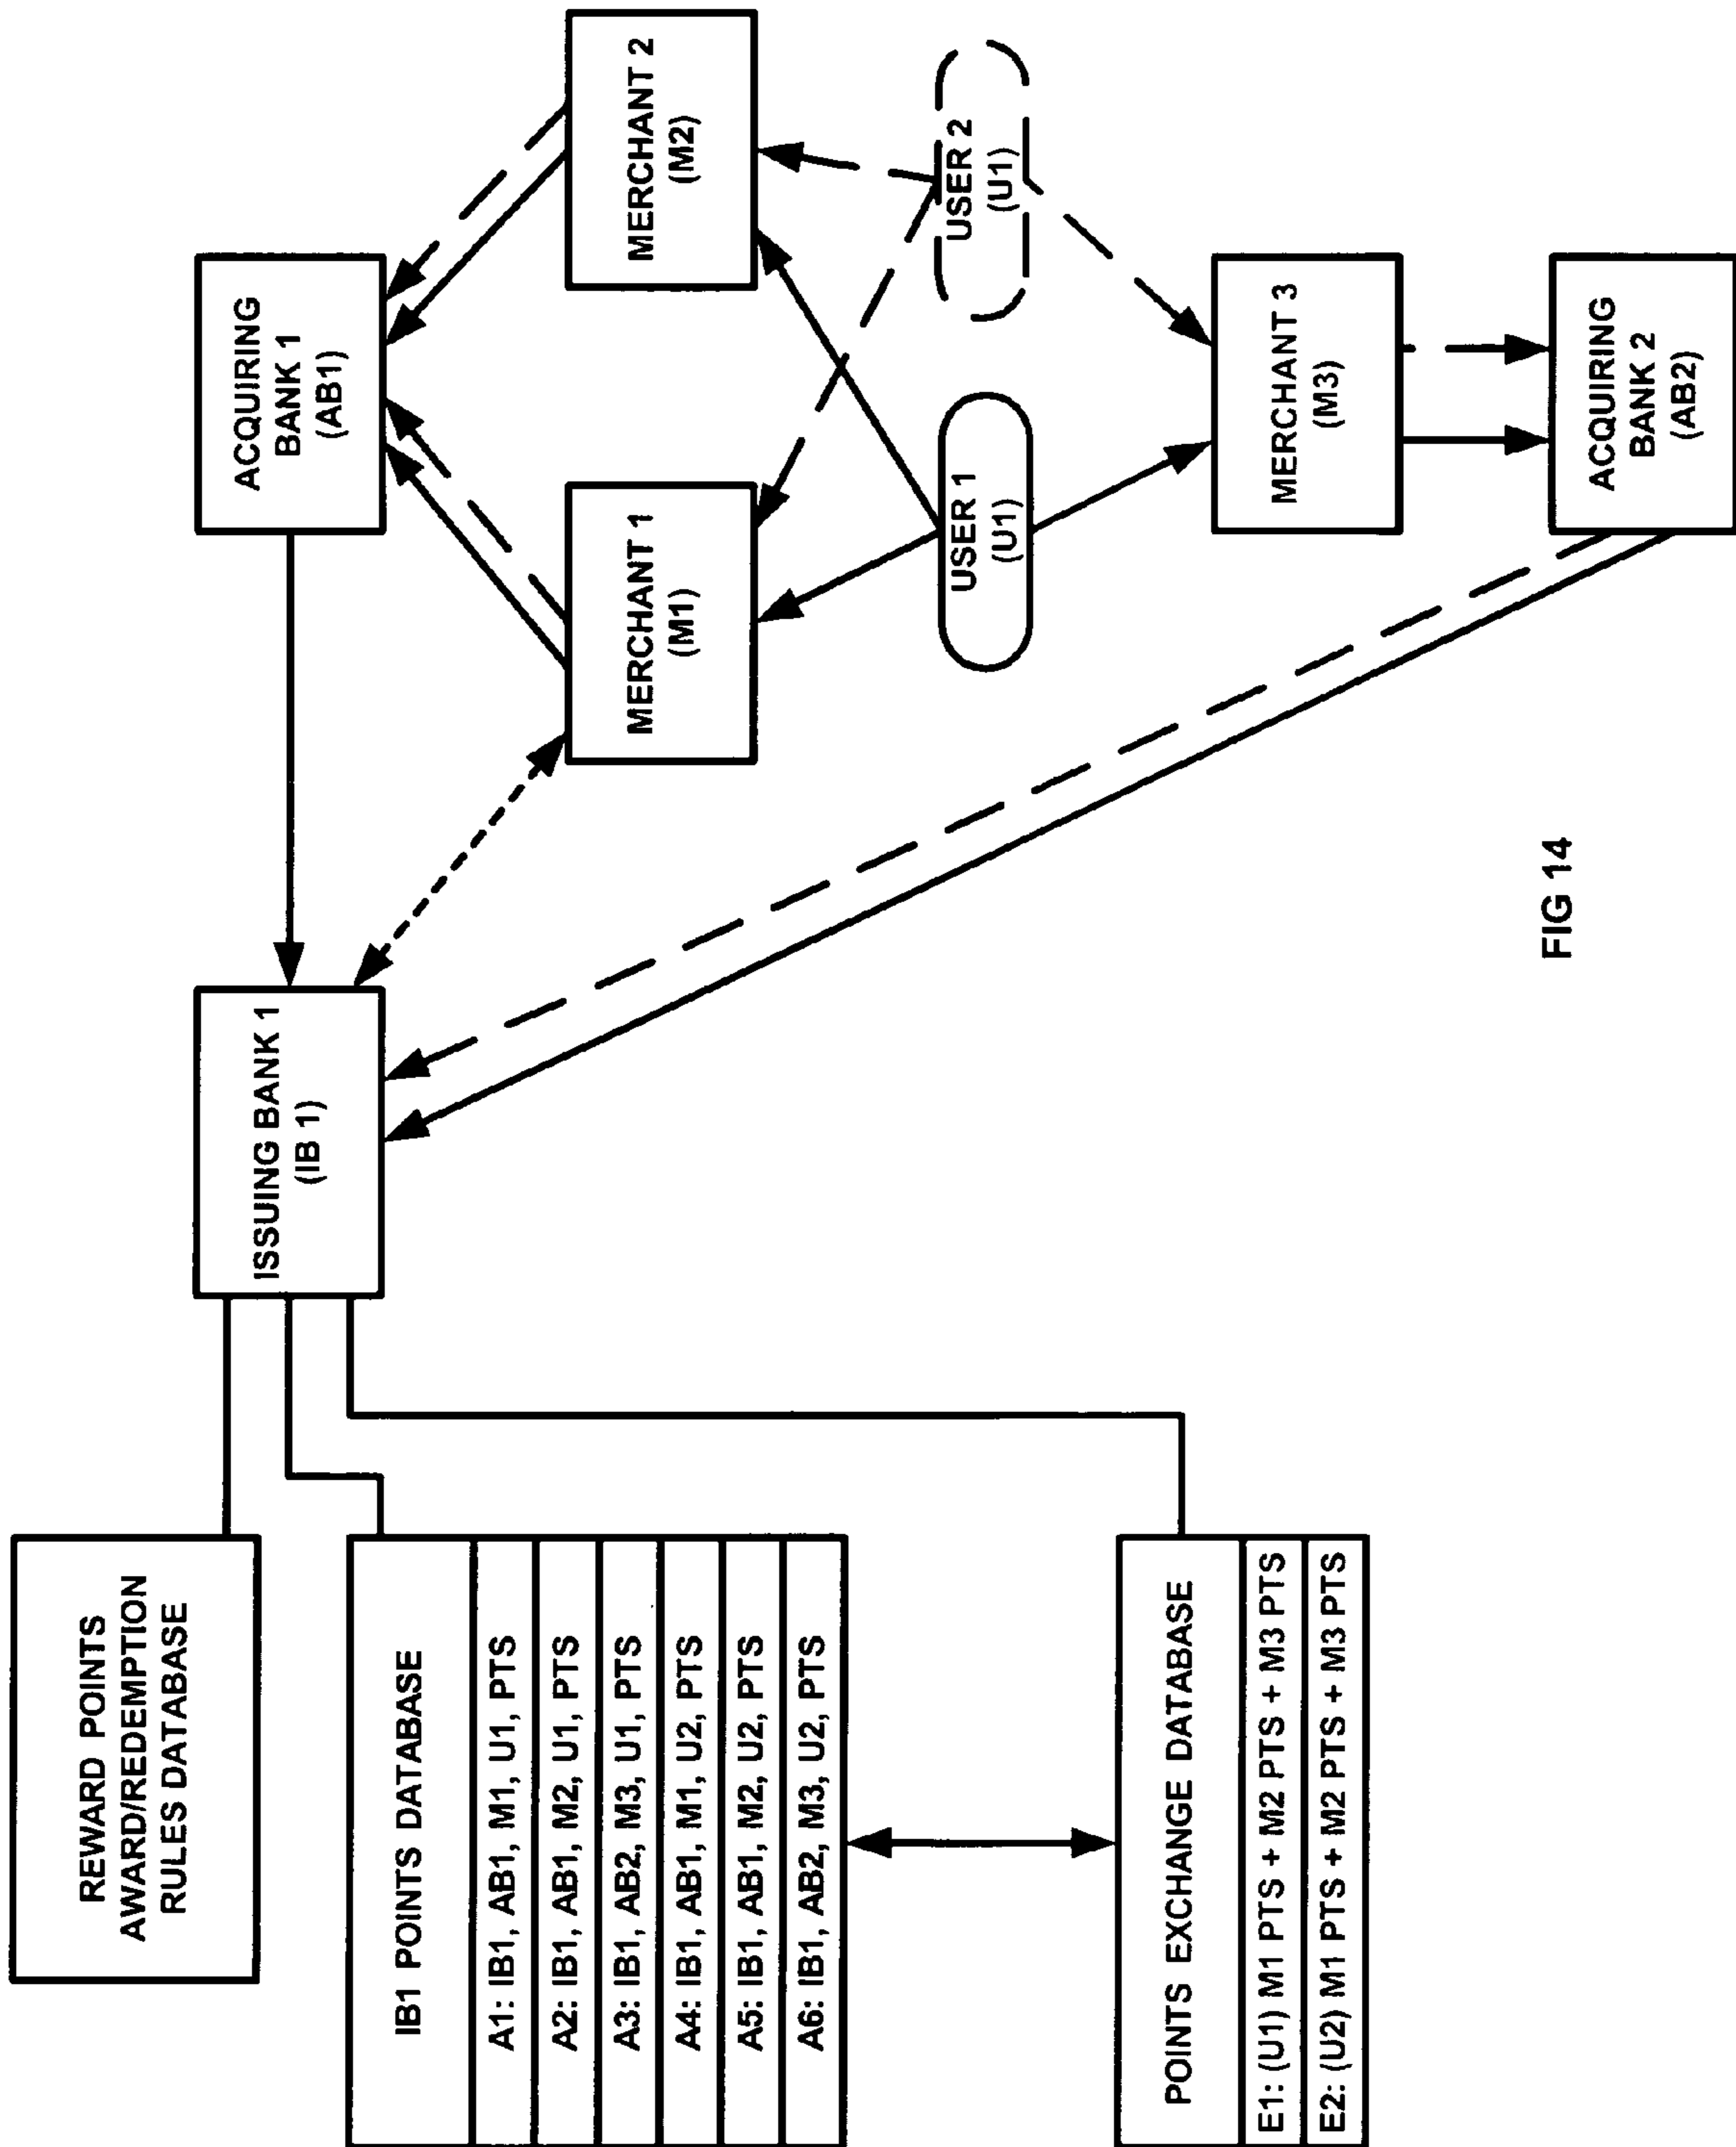 REWARD POINTS
AWARD/REDEMPTION
RULES DATABASE
IB1 POINTS DATABASE
A1: IB1, AB1, M1, U1, PTS
A2: IB1, AB1, M2, U1, PTS
A3: IB1, AB2, M3, U1, PTS
A4: IB1, AB1, M1, U2, PTS
A5: IB1, AB1, M2, U2, PTS
A6: IB1, AB2, M3, U2, PTS
POINTS EXCHANGE DATABASE
E1: (U1) M1 PTS + M2 PTS + M3 PTS
E2: (U2) M1 PTS + M2 PTS + M3 PTS
ISSUING BANK 1
(IB 1)
ACQUIRING
BANK 1
(AB1)
MERCHANT 1
(M1)
MERCHANT 2
(M2)
USER 1
(U1)
USER 2
(U1)
MERCHANT 3
(M3)
ACQUIRING
BANK 2
(AB2)
FIG 14